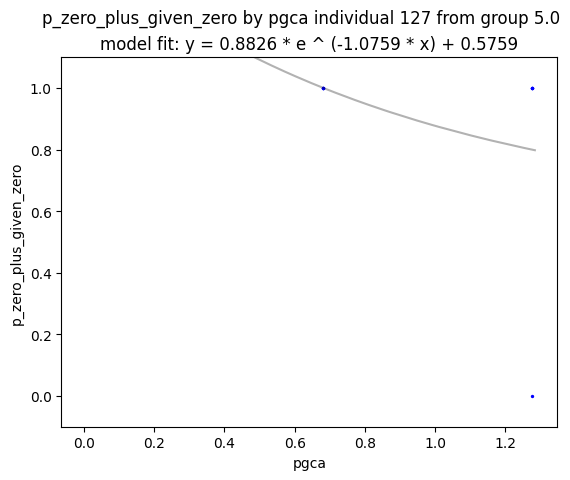 p_zero_plus_given_zero by pgca individual 127 from group 5.0
model fit: y = 0.8826 * e ^ (-1.0759 * x) + 0.5759
1.0
0.8
0.6
0.4
0.2
0.0
p_zero_plus_given_zero
0.0 0.2 0.4 0.6 0.8 1.0 1.2
pgca